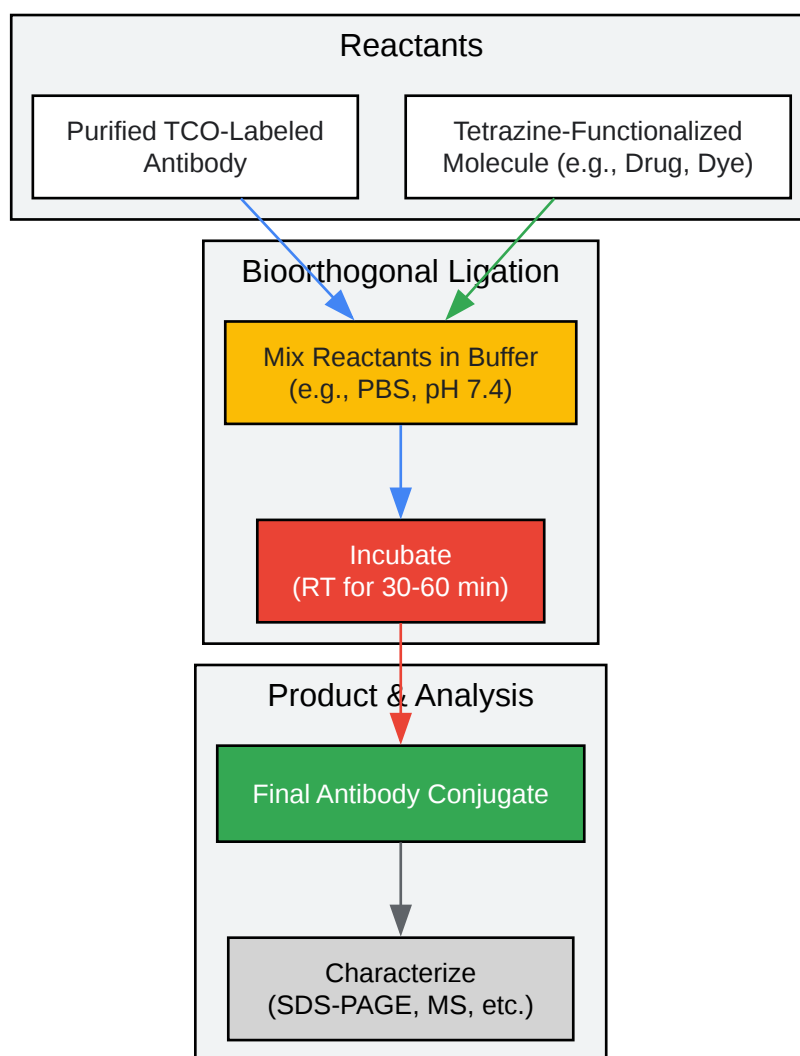 Reactants
Purified TCO-Labeled
Antibody
Tetrazine-Functionalized
Molecule (e.g., Drug, Dye)
Bioorthogonal Ligation
Mix Reactants in Buffer
(e.g., PBS, pH 7.4)
Incubate
(RT for 30-60 min)
Product & Analysis
Final Antibody Conjugate
Characterize
(SDS-PAGE, MS, etc.)